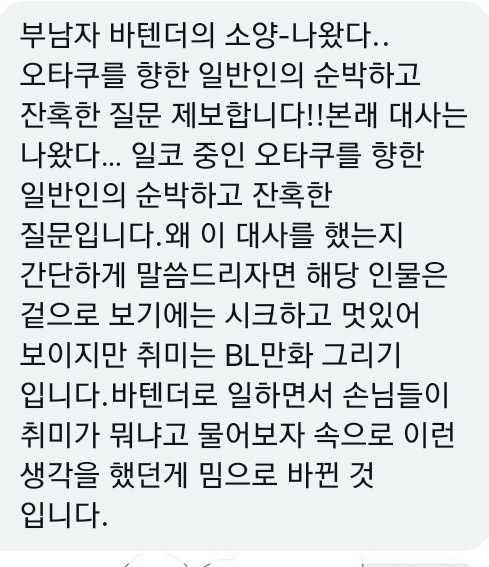 부남자 바텐더의 소양-나왔다..
오타쿠를 향한 일반인의 순박하고
잔혹한 질문 제보합니다!!본래 대사는
나왔다... 일코 중인 오타쿠를 향한
일반인의 순박하고 잔혹한
질문입니다.왜 이 대사를 했는지
간단하게 말씀드리자면 해당 인물은
겉으로 보기에는 시크하고 멋있어
보이지만 취미는 BL만화 그리기
입니다.바텐더로 일하면서 손님들이
취미가 뭐냐고 물어보자 속으로 이런
생각을 했던게 밈으로 바뀐 것
입니다.